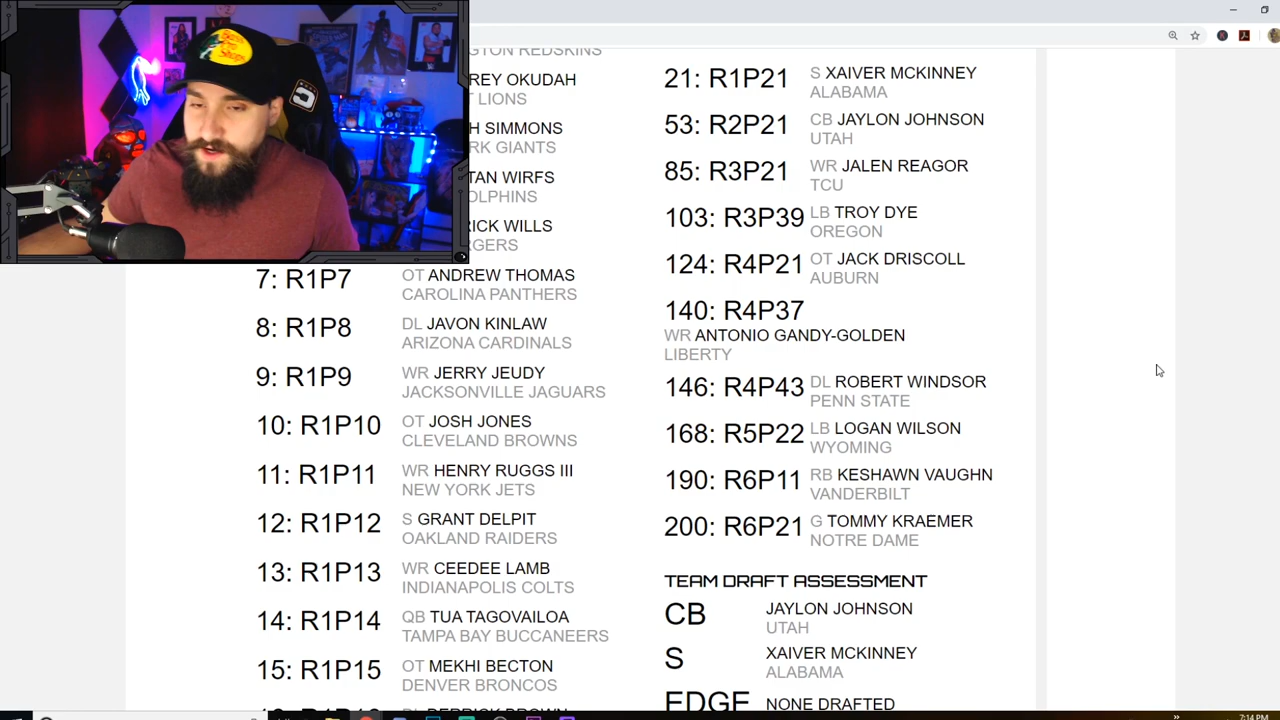 GTON REDSKINS
REY OKUDAH
T LIONS
H SIMMONS
RK GIANTS
TAN WIRFS
OLPHINS
RICK WILLS
RGERS
7: R1P7 OT ANDREW THOMAS
CAROLINA PANTHERS
8: R1P8 DL JAVON KINLAW
ARIZONA CARDINALS
9: R1P9 WR JERRY JEUDY
JACKSONVILLE JAGUARS
10: R1P10 OT JOSH JONES
CLEVELAND BROWNS
11: R1P11 WR HENRY RUGGS III
NEW YORK JETS
12: R1P12 S GRANT DELPIT
OAKLAND RAIDERS
13: R1P13 WR CEEDEE LAMB
INDIANAPOLIS COLTS
14: R1P14 QB TUA TAGOVAILOA
TAMPA BAY BUCCANEERS
15: R1P15 OT MEKHI BECTON
DENVER BRONCOS
21: R1P21 S XAIVER MCKINNEY
ALABAMA
53: R2P21 CB JAYLON JOHNSON
UTAH
85: R3P21 WR JALEN REAGOR
TCU
103: R3P39 LB TROY DYE
OREGON
124: R4P21 OT JACK DRISCOLL
AUBURN
140: R4P37
WR ANTONIO GANDY-GOLDEN
LIBERTY
146: R4P43 DL ROBERT WINDSOR
PENN STATE
168: R5P22 LB LOGAN WILSON
WYOMING
190: R6P11 RB KESHAWN VAUGHN
VANDERBILT
200: R6P21 G TOMMY KRAEMER
NOTRE DAME
TEAM DRAFT ASSESSMENT
CB JAYLON JOHNSON
UTAH
S XAIVER MCKINNEY
ALABAMA
EDGE NONE DRAFTED
7:14 PM